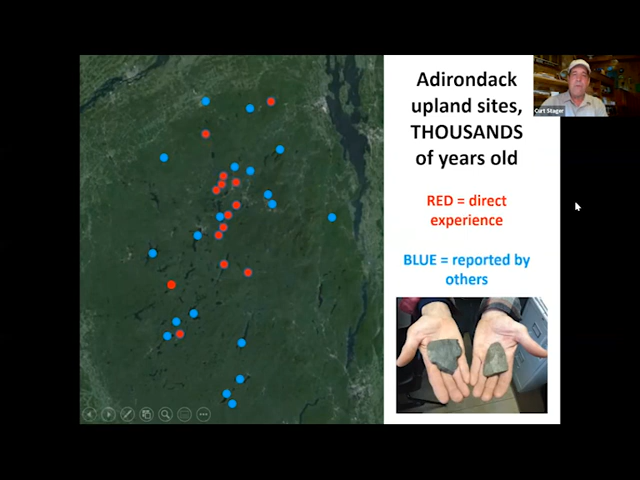 Adirondack
upland sites,
THOUSANDS
of years old
RED = direct
experience
BLUE = reported by
others
Curt Stager